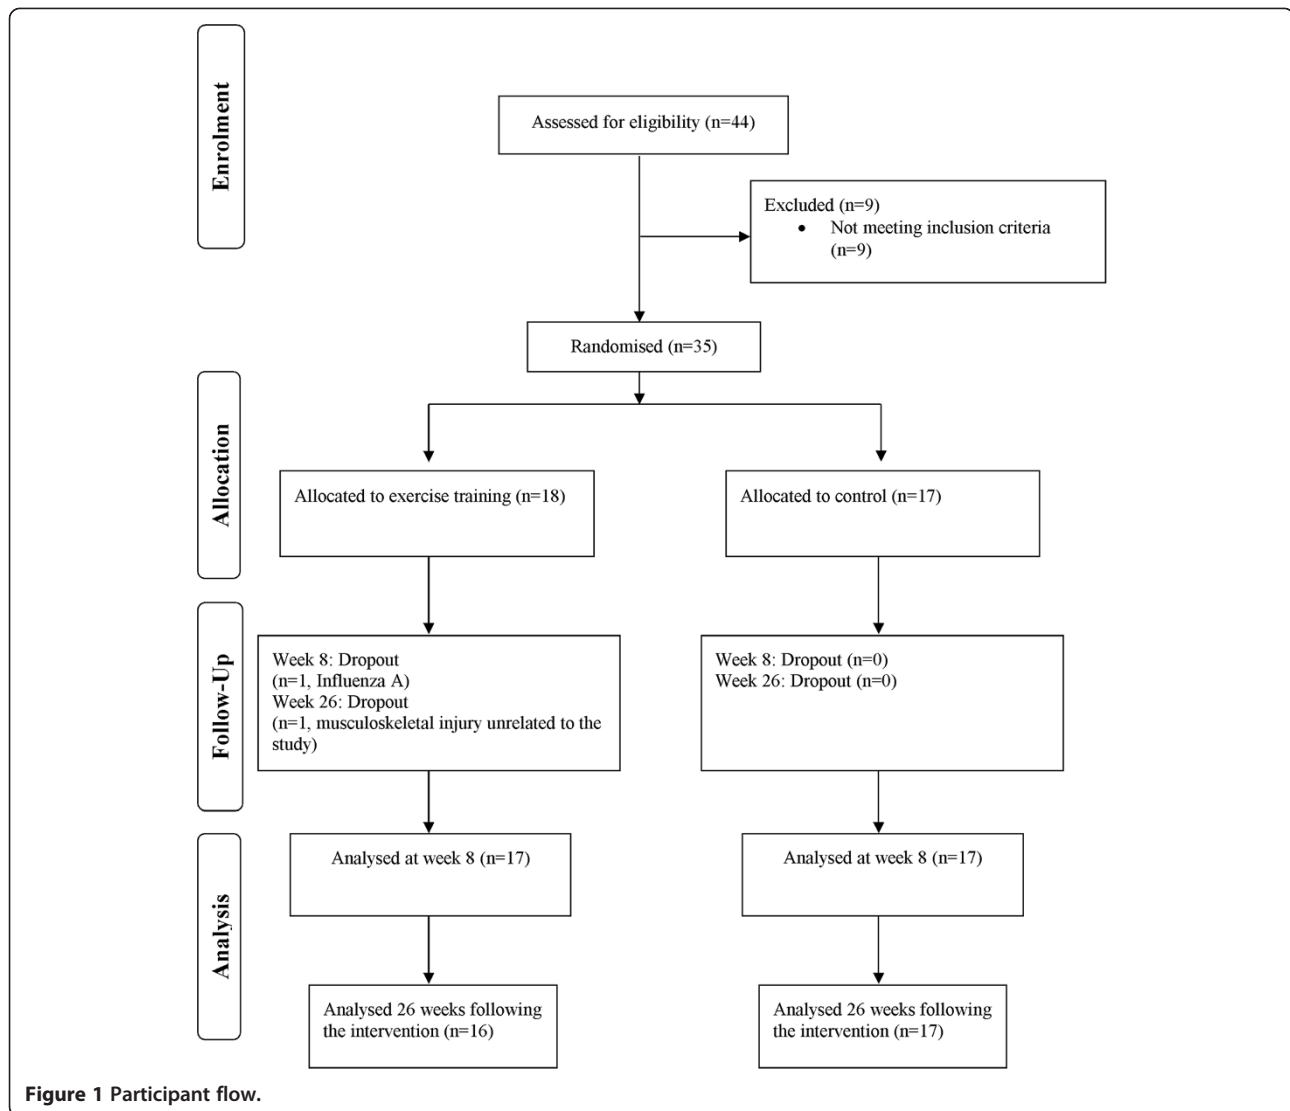 Enrolment
Assessed for eligibility (n=44)
Excluded (n=9)
• Not meeting inclusion criteria
(n=9)
Randomised (n=35)
Allocation
Allocated to exercise training (n=18)
Allocated to control (n=17)
Follow-Up
Week 8: Dropout
(n=1, Influenza A)
Week 26: Dropout
(n=1, musculoskeletal injury unrelated to the
study)
Week 8: Dropout (n=0)
Week 26: Dropout (n=0)
Analysis
Analysed at week 8 (n=17)
Analysed at week 8 (n=17)
Analysed 26 weeks following
the intervention (n=16)
Analysed 26 weeks following
the intervention (n=17)
Figure 1 Participant flow.